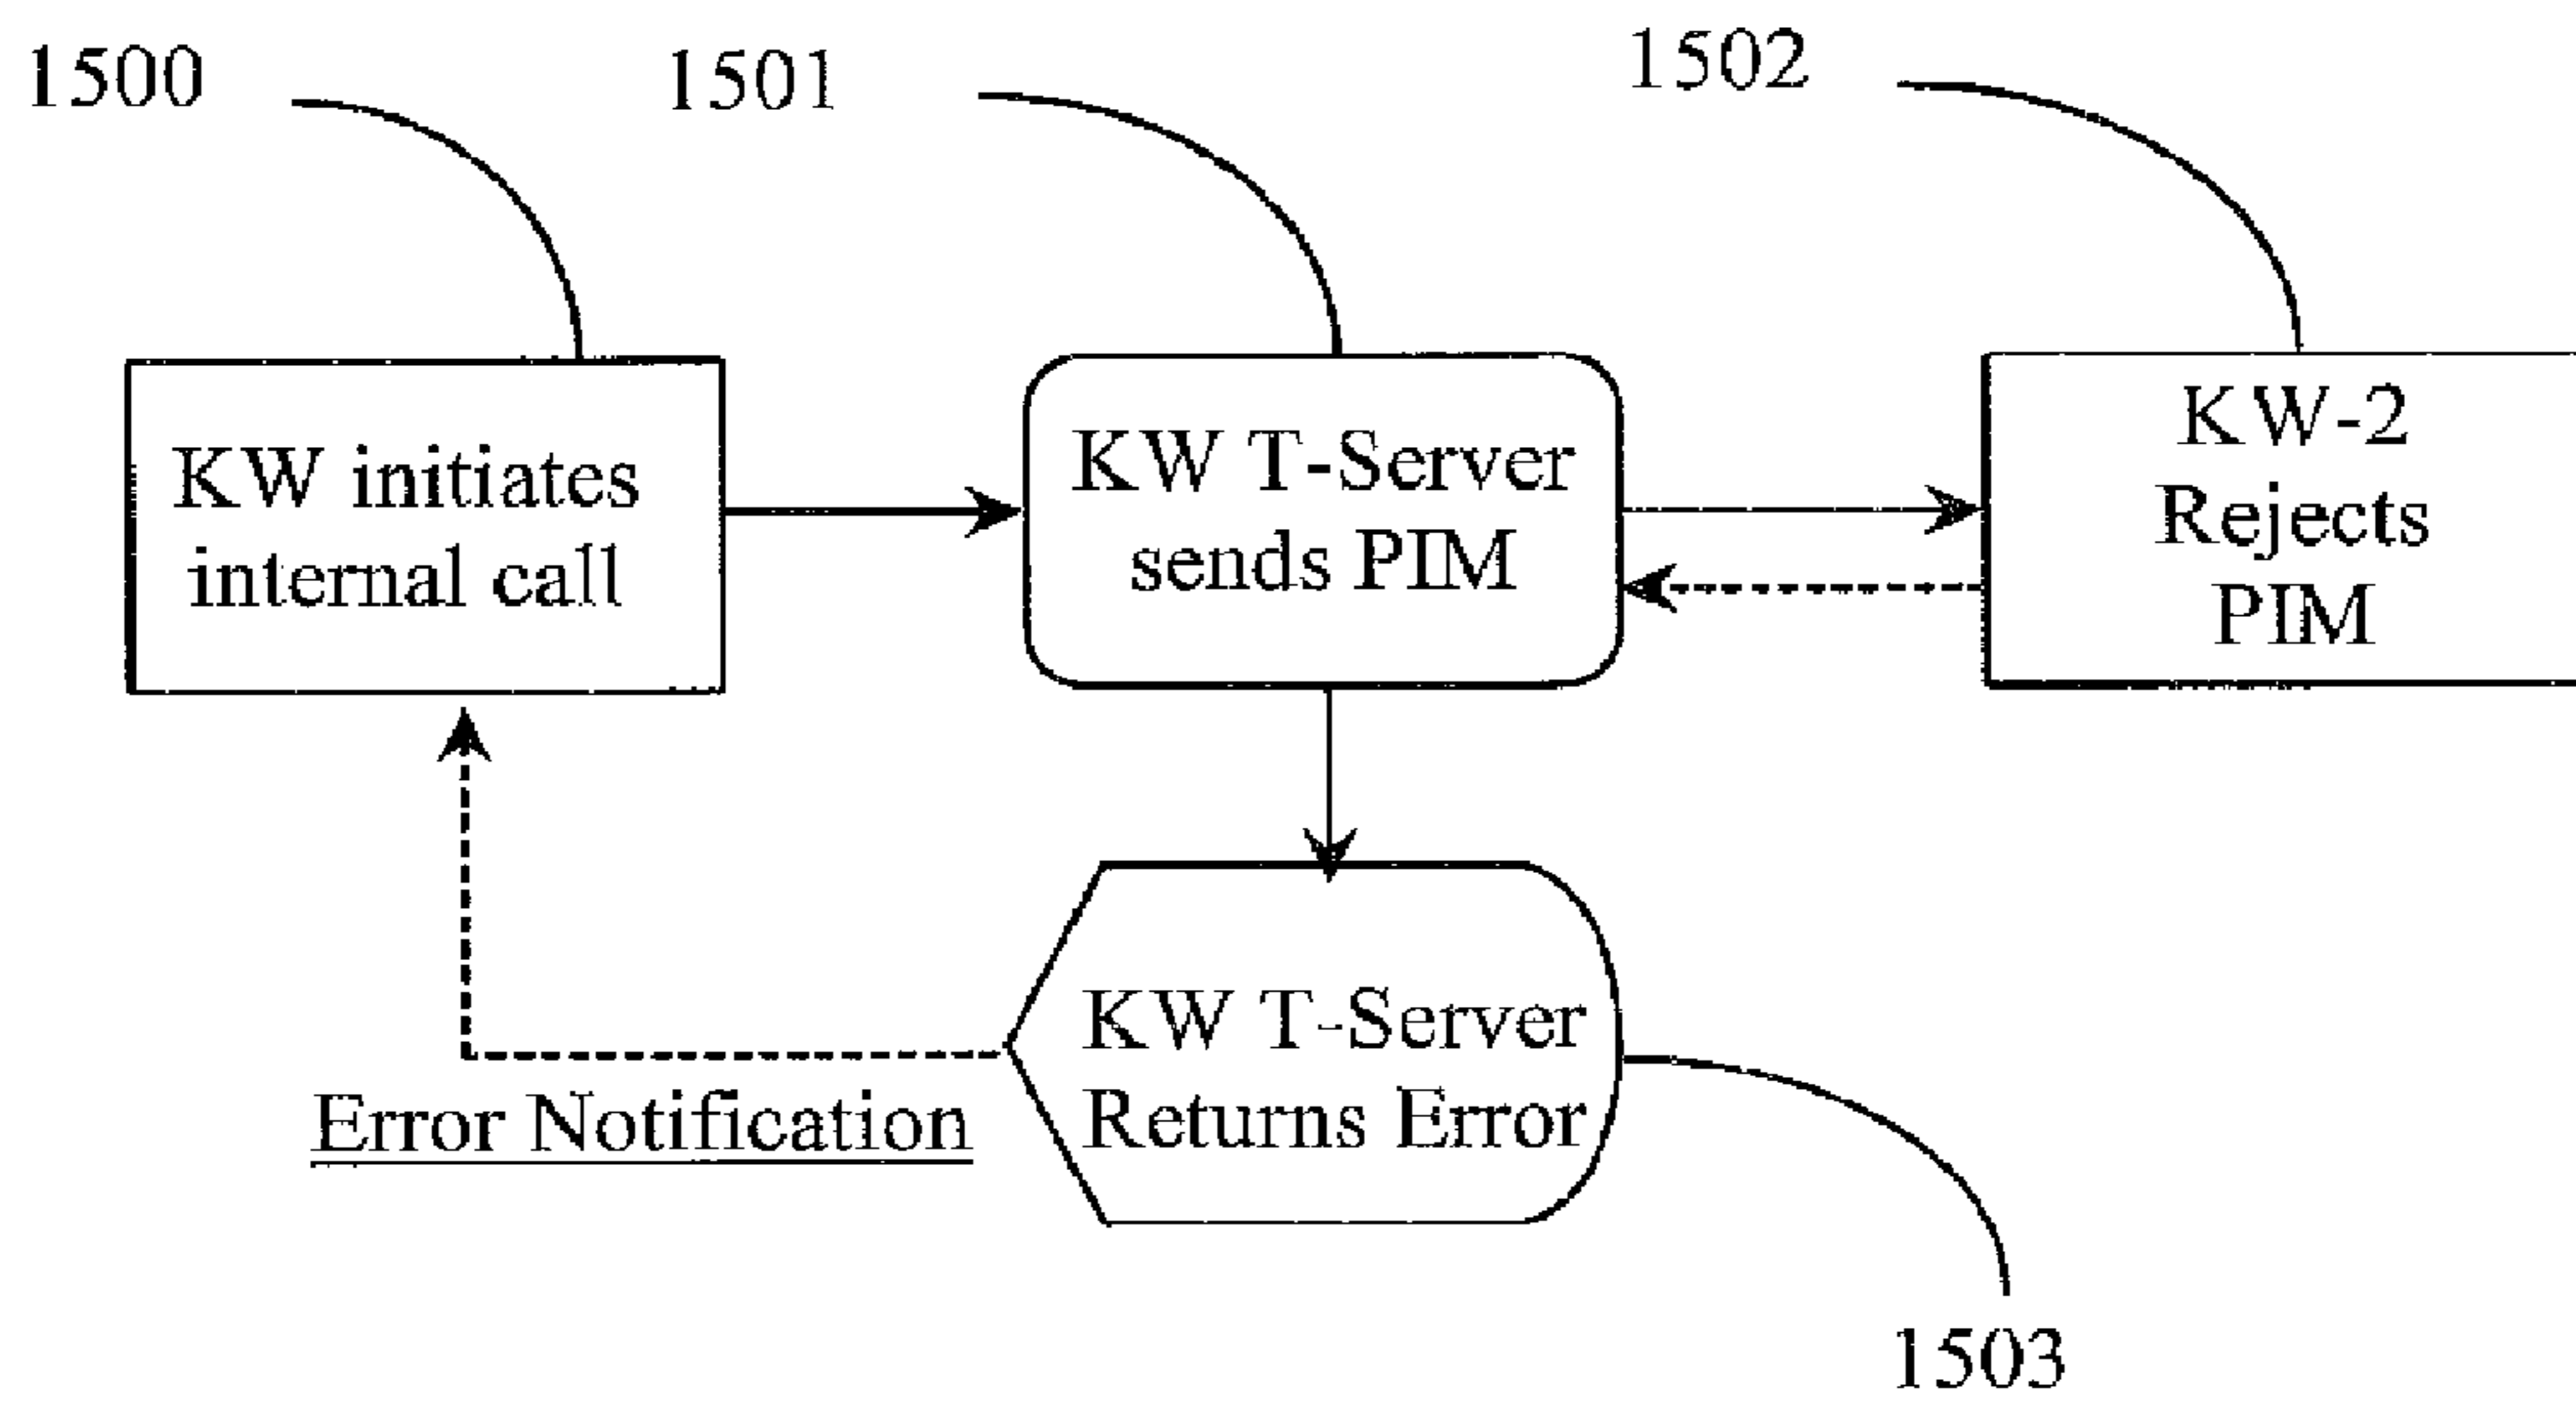 1500
1501
1502
KW initiates
internal call
KW T-Server
sends PIM
KW-2
Rejects
PIM
KW T-Server
Returns Error
Error Notification
1503